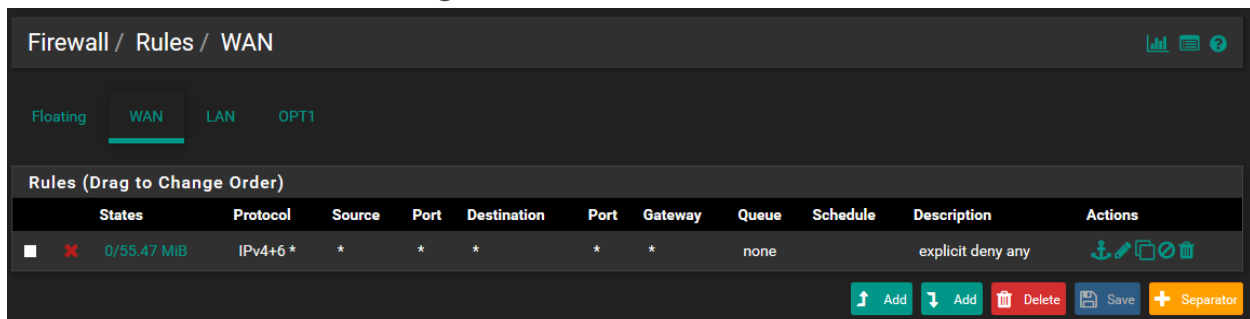 Firewall / Rules / WAN
Floating WAN LAN OPT1
Rules (Drag to Change Order)
States Protocol Source Port Destination Port Gateway Queue Schedule Description Actions
0/55.47 MiB IPv4+6 * * * * * * none explicit deny any
Add Add Delete Save Separator